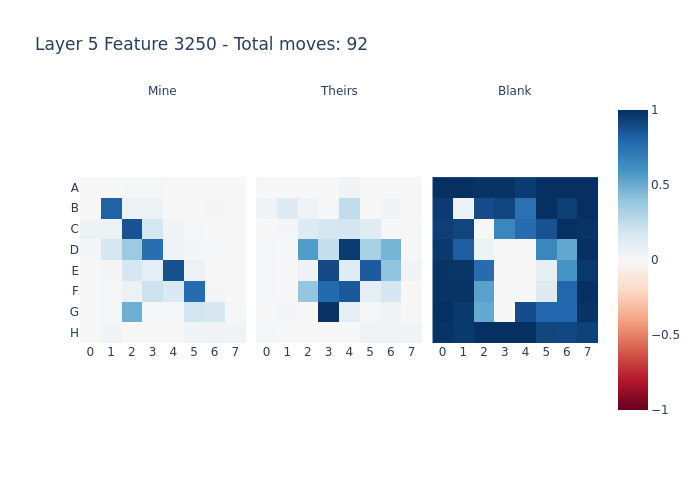 Layer 5 Feature 3250 - Total moves: 92
Mine Theirs Blank
A
B
C
D
E
F
G
H
0 1 2 3 4 5 6 7 0 1 2 3 4 5 6 7 0 1 2 3 4 5 6 7
1
0.5
0
−0.5
−1